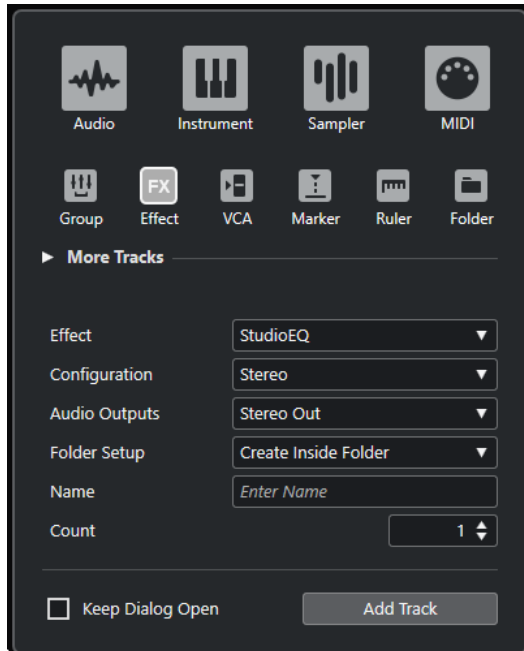 Audio Instrument Sampler MIDI
FX
Group Effect VCA Marker Ruler Folder
More Tracks
Effect StudioEQ
Configuration Stereo
Audio Outputs Stereo Out
Folder Setup Create Inside Folder
Name Enter Name
Count 1
Keep Dialog Open Add Track